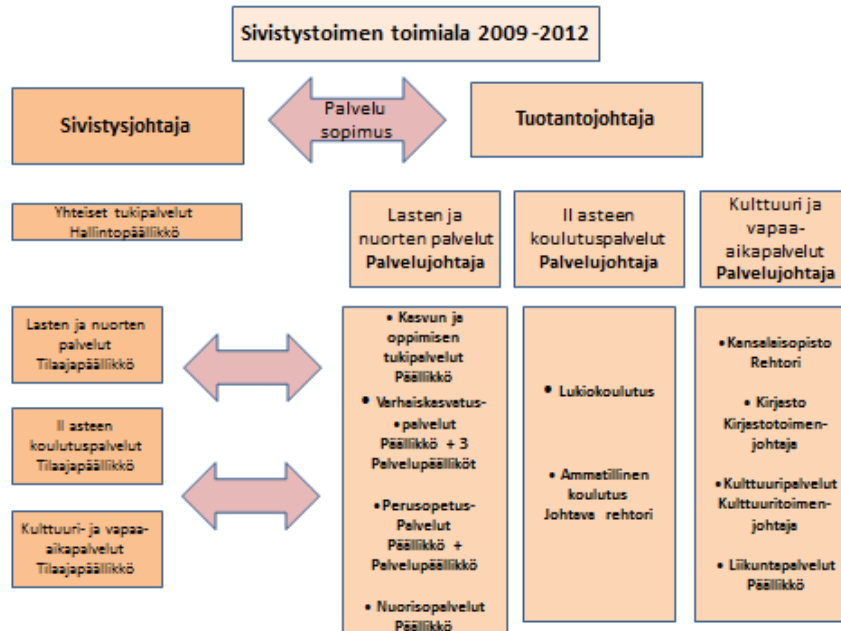 Sivistystoimen toimiala 2009-2012
Sivistysjohtaja
Palvelu
sopimus
Tuotantojohtaja
Yhteiset tukipalvelut
Hallintopäällikkö
Lasten ja
nuorten palvelut
Palvelujohtaja
II asteen
koulutuspalvelut
Palvelujohtaja
Kulttuuri ja
vapaa-
aikapalvelut
Palvelujohtaja
Lasten ja nuorten
palvelut
Tilaajapäällikkö
II asteen
koulutuspalvelut
Tilaajapäällikkö
Kulttuuri- ja vapaa-
aikapalvelut
Tilaajapäällikkö
• Kasvun ja
oppimisen
tukipalvelut
Päällikkö
• Varhaiskasvatus-
•palvelut
Päällikkö + 3
Palvelupäälliköt
•Perusopetus-
Palvelut
Päällikkö +
Palvelupäällikkö
• Nuorisopalvelut
Päällikkö
• Lukiokoulutus
• Ammatillinen
koulutus
Johtava rehtori
•Kansalaisopisto
Rehtori
• Kirjasto
Kirjastotoimen-
johtaja
•Kulttuuripalvelut
Kulttuuritoimen-
johtaja
• Liikuntapalvelut
Päällikkö